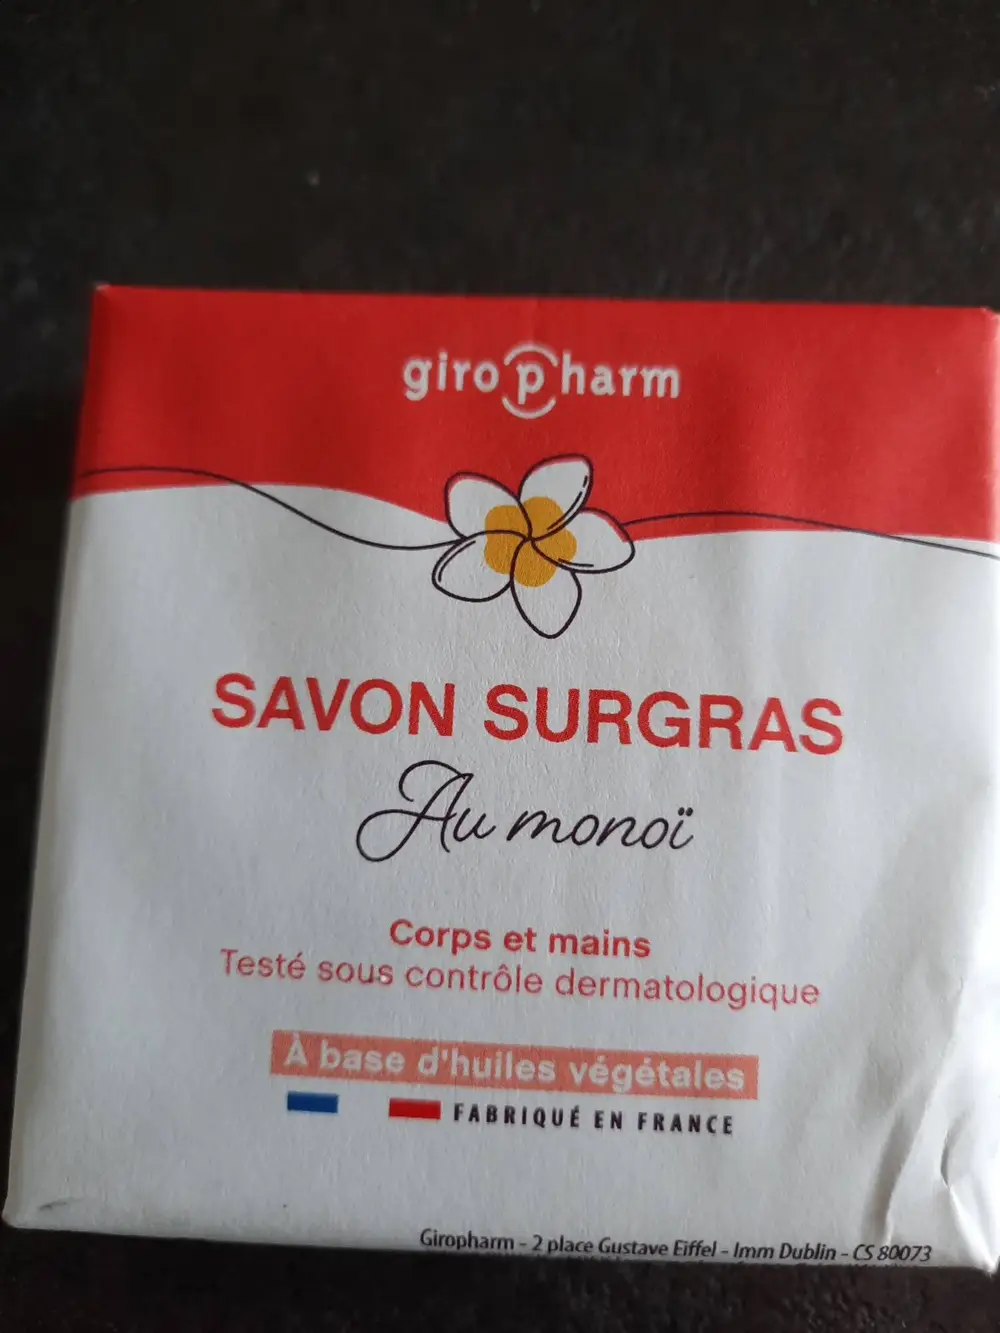 giropharm
SAVON SURGRAS
Au monoï
Corps et mains
Testé sous contrôle dermatologique
À base d'huiles végétales
FABRIQUÉ EN FRANCE
Giropharm - 2 place Gustave Eiffel - Imm Dublin - CS 80073